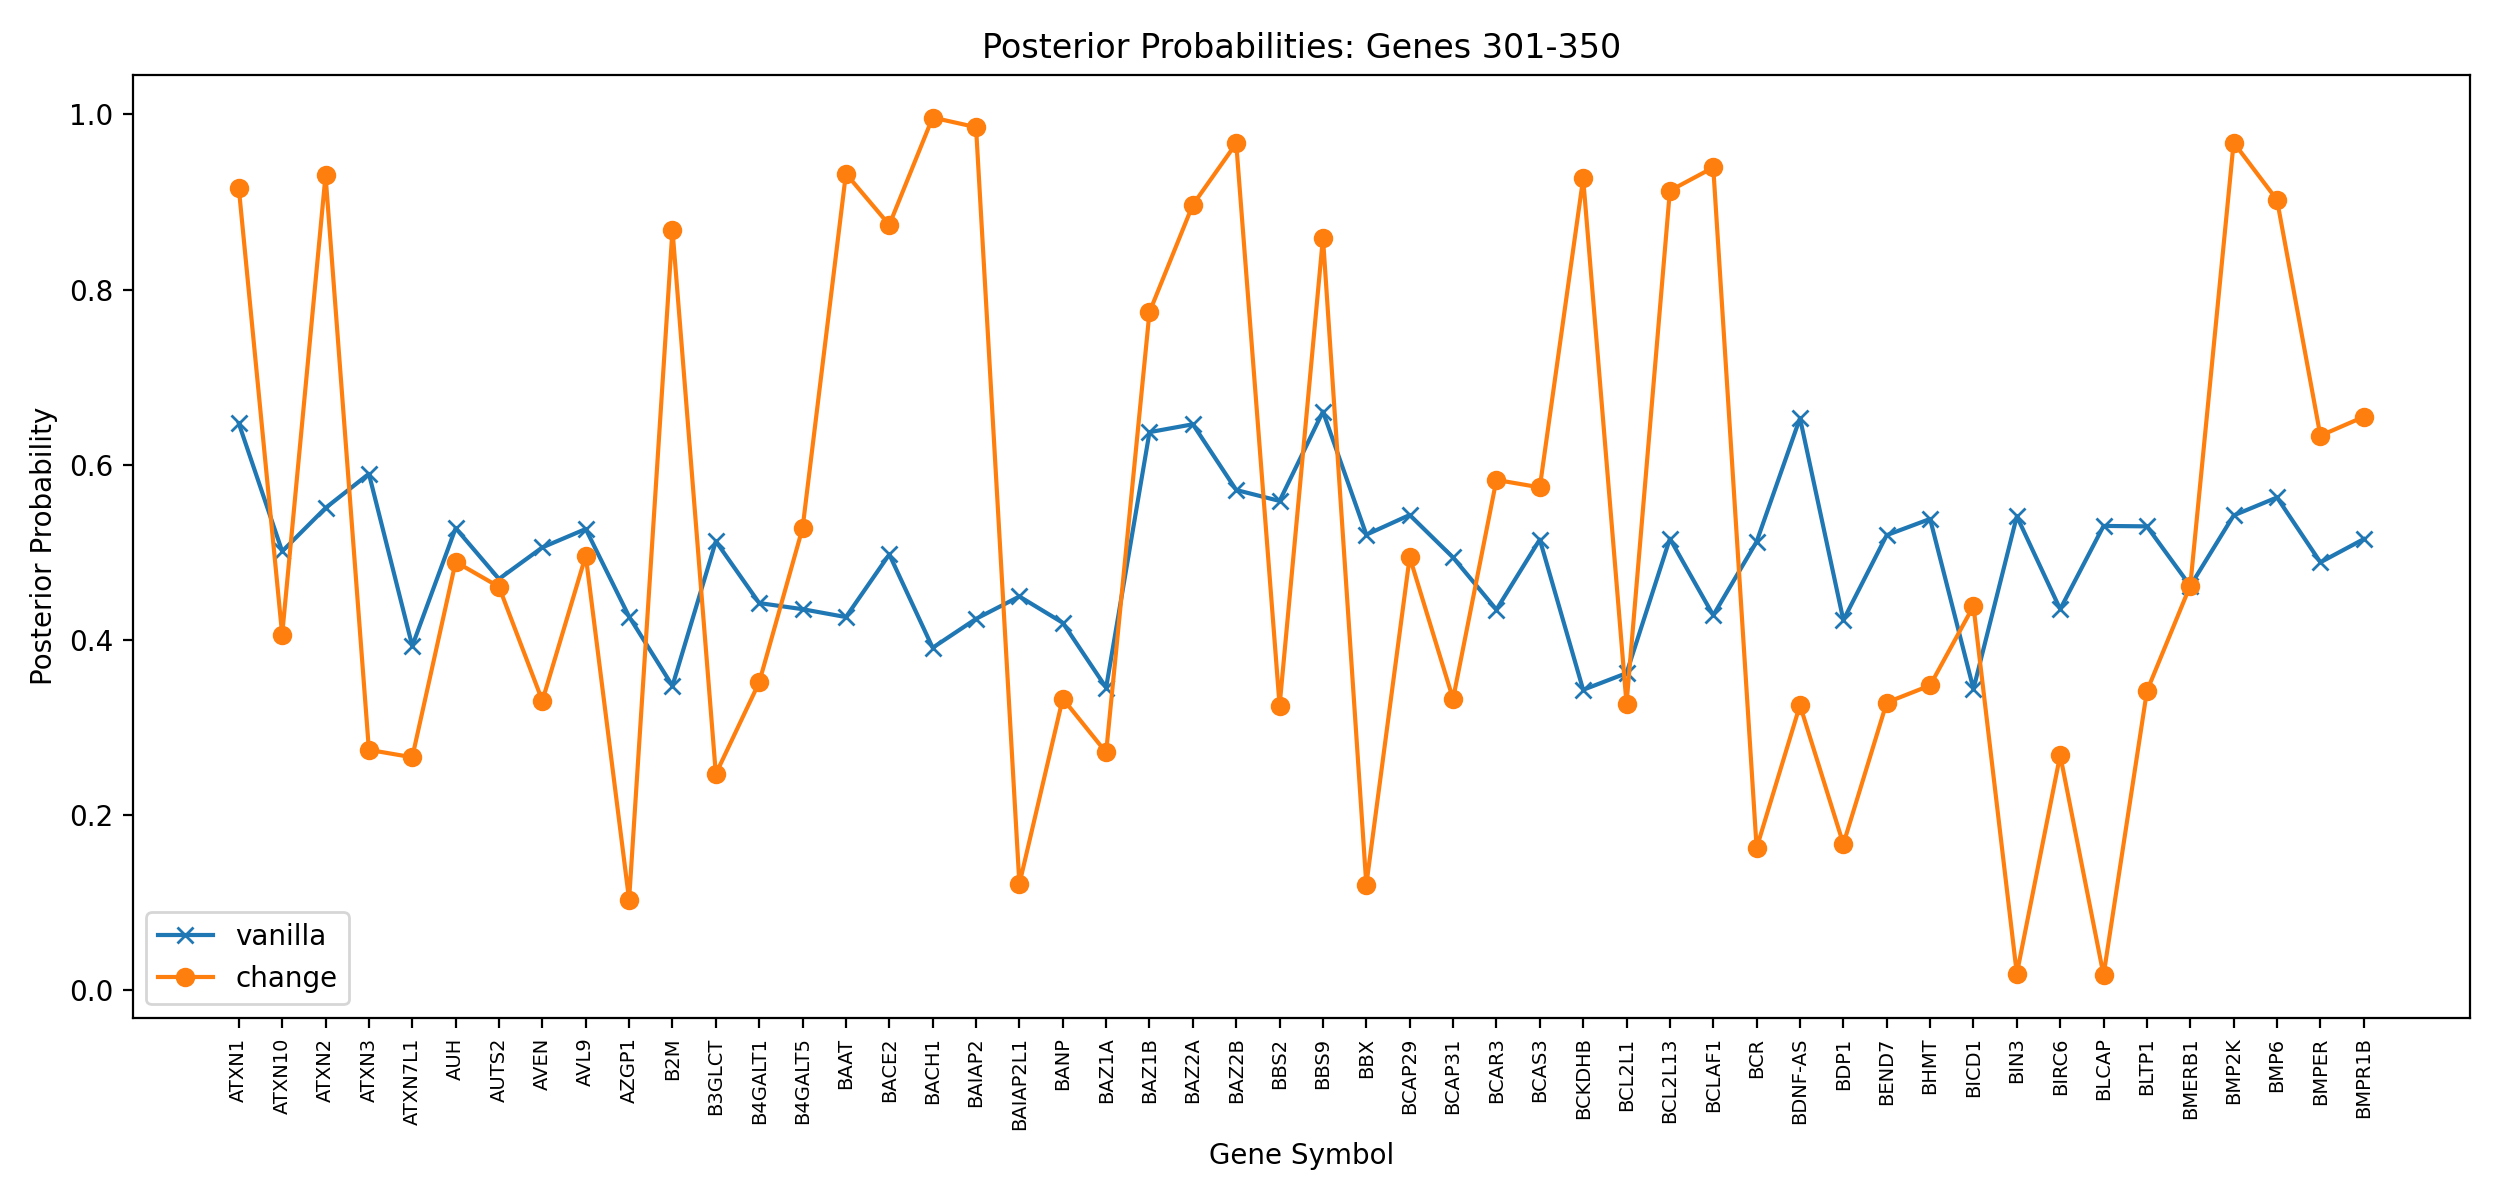 Posterior Probabilities: Genes 301-350
Posterior Probability
1.0
0.8
0.6
0.4
0.2
0.0
vanilla
change
ATXN1
ATXN10
ATXN2
ATXN3
ATXN7L1
AUH
AUTS2
AVEN
AVL9
AZGP1
B2M
B3GLCT
B4GALT1
B4GALT5
BAAT
BACE2
BACH1
BAIAP2
BAIAP2L1
BANP
BAZ1A
BAZ1B
BAZ2A
BAZ2B
BBS2
BBS9
BBX
BCAP29
BCAP31
BCAR3
BCAS3
BCKDHB
BCL2L1
BCL2L13
BCLAF1
BCR
BDNF-AS
BDP1
BEND7
BHMT
BICD1
BIN3
BIRC6
BLCAP
BLTP1
BMERB1
BMP2K
BMP6
BMPER
BMPR1B
Gene Symbol